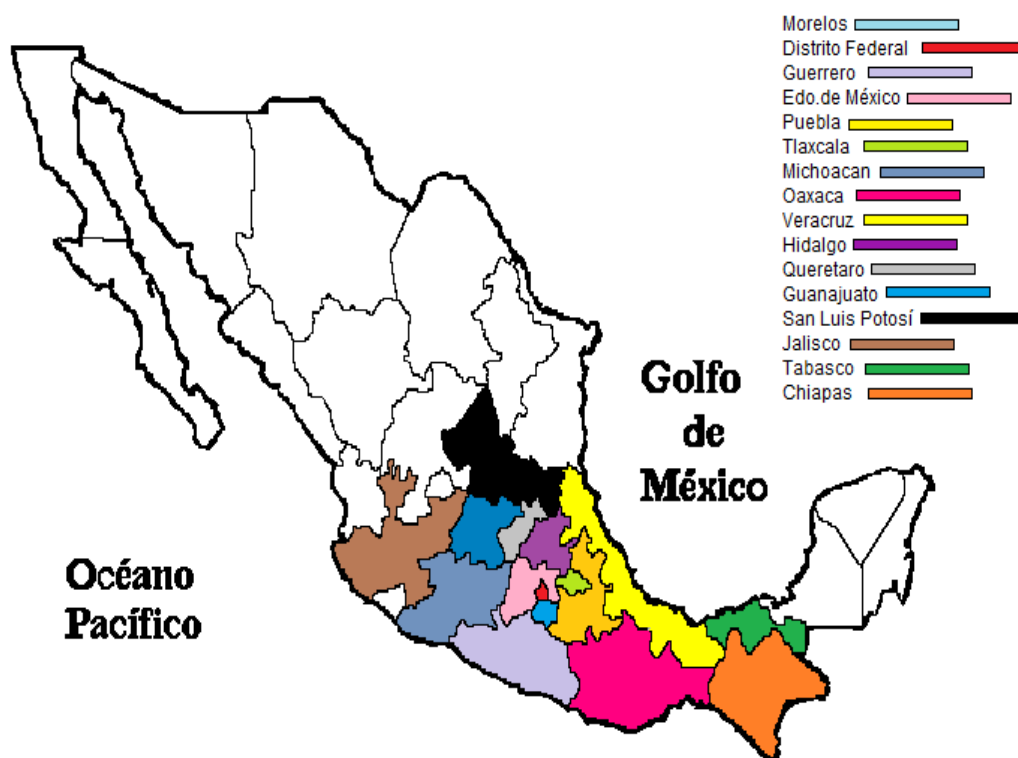 Morelos
Distrito Federal
Guerrero
Edo.de México
Puebla
Tlaxcala
Michoacan
Oaxaca
Veracruz
Hidalgo
Queretaro
Guanajuato
San Luis Potosí
Jalisco
Tabasco
Chiapas
Golfo
de
México
Océano
Pacífico